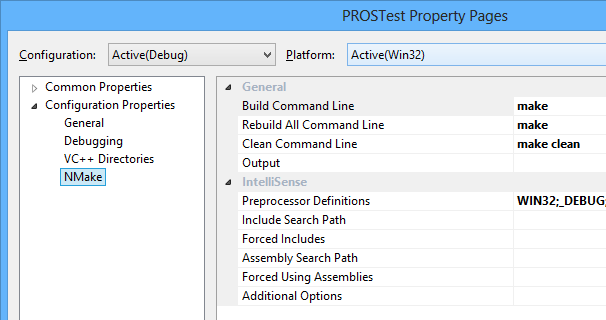 PROSTest Property Pages
Configuration: Active(Debug) Platform: Active(Win32)
Common Properties
Configuration Properties
General
Debugging
VC++ Directories
NMake
General
Build Command Line make
Rebuild All Command Line make
Clean Command Line make clean
Output
IntelliSense
Preprocessor Definitions WIN32;_DEBUG;
Include Search Path
Forced Includes
Assembly Search Path
Forced Using Assemblies
Additional Options